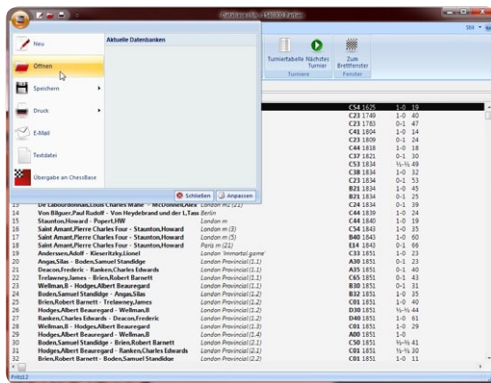 Stil
Neu
Öffnen
Speichern
Druck
E-Mail
Textdatei
Übergabe an ChessBase
Aktuelle Datenbanken
Schließen
Anpassen
Turniertabelle
Nächstes Turnier
Turniere
Zum Brettfenster
Fenster
C54 1625 1-0 19
C23 1749 1-0 40
C23 1783 0-1 47
C41 1804 1-0 14
C23 1809 0-1 24
C44 1818 1-0 18
C37 1821 0-1 30
C53 1834 ½-½ 49
C38 1834 1-0 32
C23 1834 0-1 53
B21 1834 1-0 45
B21 1834 0-1 25
13 De Labourdonnais,Louis Charles Mahe - McDonnell,Alex London m1 (21) C24 1834 0-1 39
14 Von Bilguer,Paul Rudolf - Von Heydebrand und der L,Tass Berlin C44 1839 1-0 24
15 Staunton,Howard - Popert,HW London m C44 1840 1-0 19
16 Saint Amant,Pierre Charles Four - Staunton,Howard London m (3) C54 1843 1-0 35
17 Saint Amant,Pierre Charles Four - Staunton,Howard London m (5) B40 1843 1-0 60
18 Saint Amant,Pierre Charles Four - Staunton,Howard Paris m (21) E14 1843 0-1 66
19 Anderssen,Adolf - Kieseritzky,Lionel London 'Immortal game' C33 1851 1-0 23
20 Angas,Silas - Boden,Samuel Standidge London Provincial (1.1) A30 1851 0-1 23
21 Deacon,Frederic - Ranken,Charles Edwards London Provincial (1.1) A35 1851 0-1 40
22 Trelawney,James - Brien,Robert Barnett London Provincial (1.1) C65 1851 0-1 43
23 Wellman,B - Hodges,Albert Beauregard London Provincial (1.1) B30 1851 0-1 31
24 Boden,Samuel Standidge - Angas,Silas London Provincial (1.2) B32 1851 1-0 35
25 Brien,Robert Barnett - Trelawney,James London Provincial (1.2) C01 1851 1-0 40
26 Hodges,Albert Beauregard - Wellman,B London Provincial (1.2) D30 1851 ½-½ 44
27 Ranken,Charles Edwards - Deacon,Frederic London Provincial (1.2) D40 1851 1-0 61
28 Wellman,B - Hodges,Albert Beauregard London Provincial (1.3) C01 1851 1-0 29
29 Hodges,Albert Beauregard - Wellman,B London Provincial (1.4) A00 1851 1-0
30 Boden,Samuel Standidge - Brien,Robert Barnett London Provincial (2.1) C50 1851 ½-½ 41
31 Hodges,Albert Beauregard - Ranken,Charles Edwards London Provincial (2.1) C01 1851 ½-½ 30
32 Brien,Robert Barnett - Boden,Samuel Standidge London Provincial (2.2) C01 1851 1-0 11
Fritz12